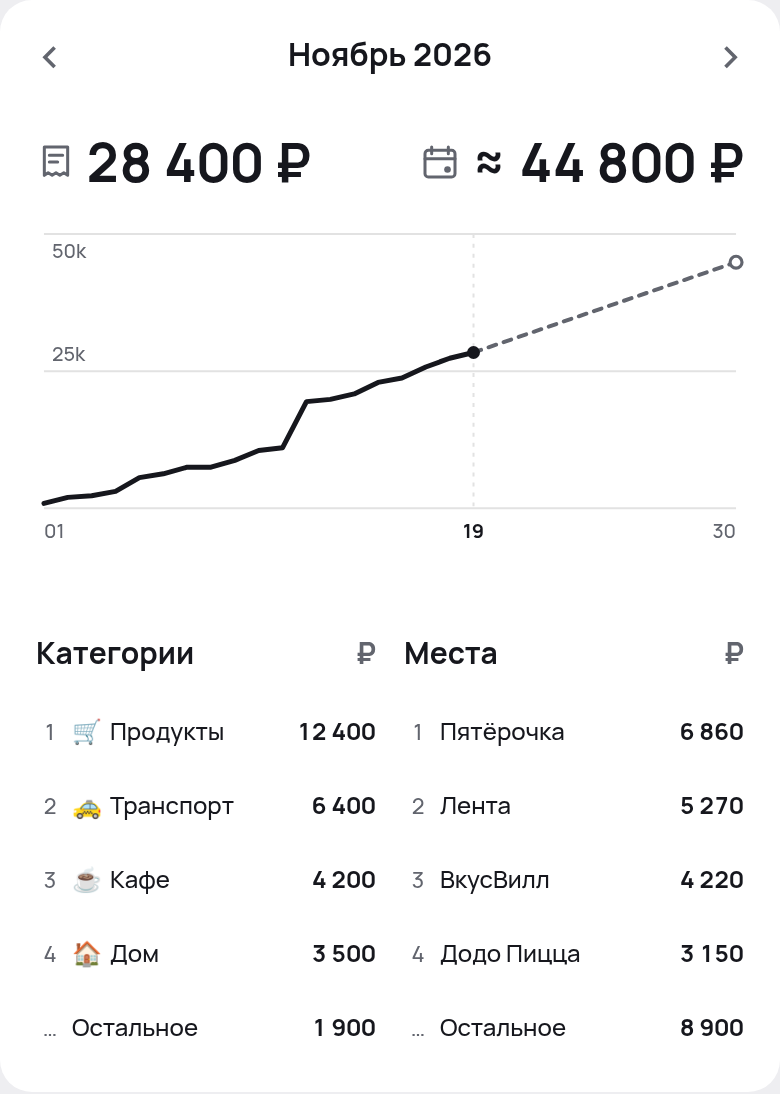 Ноябрь 2026
28 400 ₽ ≈ 44 800 ₽
50k
25k
01 19 30
Категории ₽
1 Продукты 12 400
2 Транспорт 6 400
3 Кафе 4 200
4 Дом 3 500
... Остальное 1 900
Места ₽
1 Пятёрочка 6 860
2 Лента 5 270
3 ВкусВилл 4 220
4 Додо Пицца 3 150
... Остальное 8 900